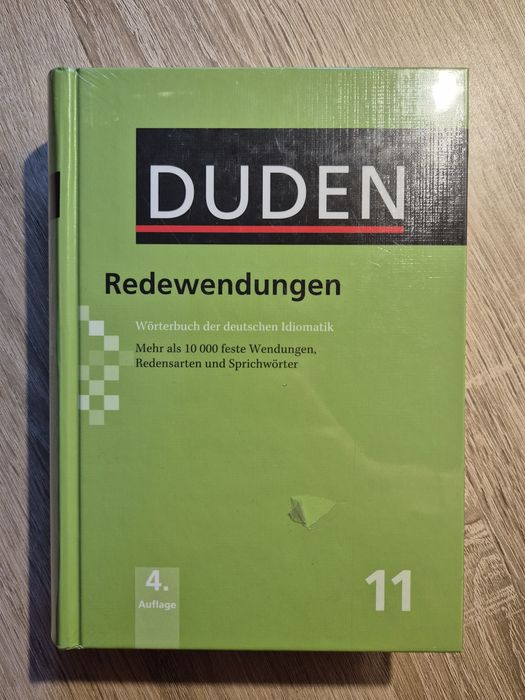 DUDEN
Redewendungen
Wörterbuch der deutschen Idiomatik
Mehr als 10 000 feste Wendungen,
Redensarten und Sprichwörter
4.
Auflage
11